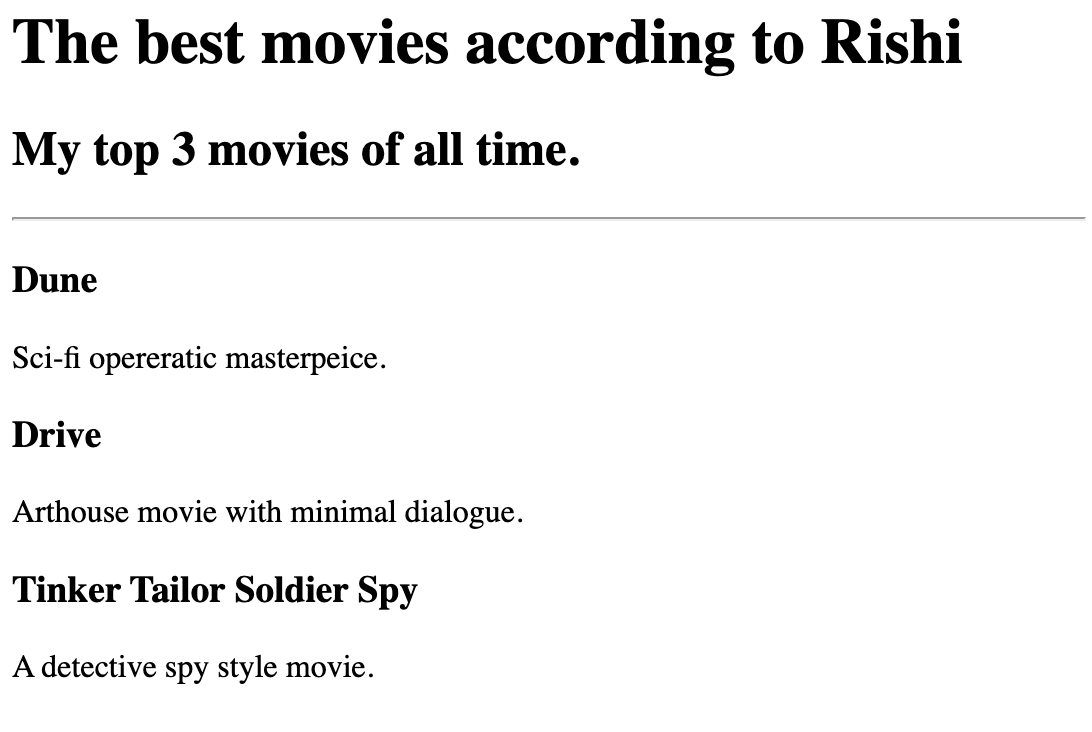 The best movies according to Rishi
My top 3 movies of all time.
Dune
Sci-fi opereratic masterpeice.
Drive
Arthouse movie with minimal dialogue.
Tinker Tailor Soldier Spy
A detective spy style movie.